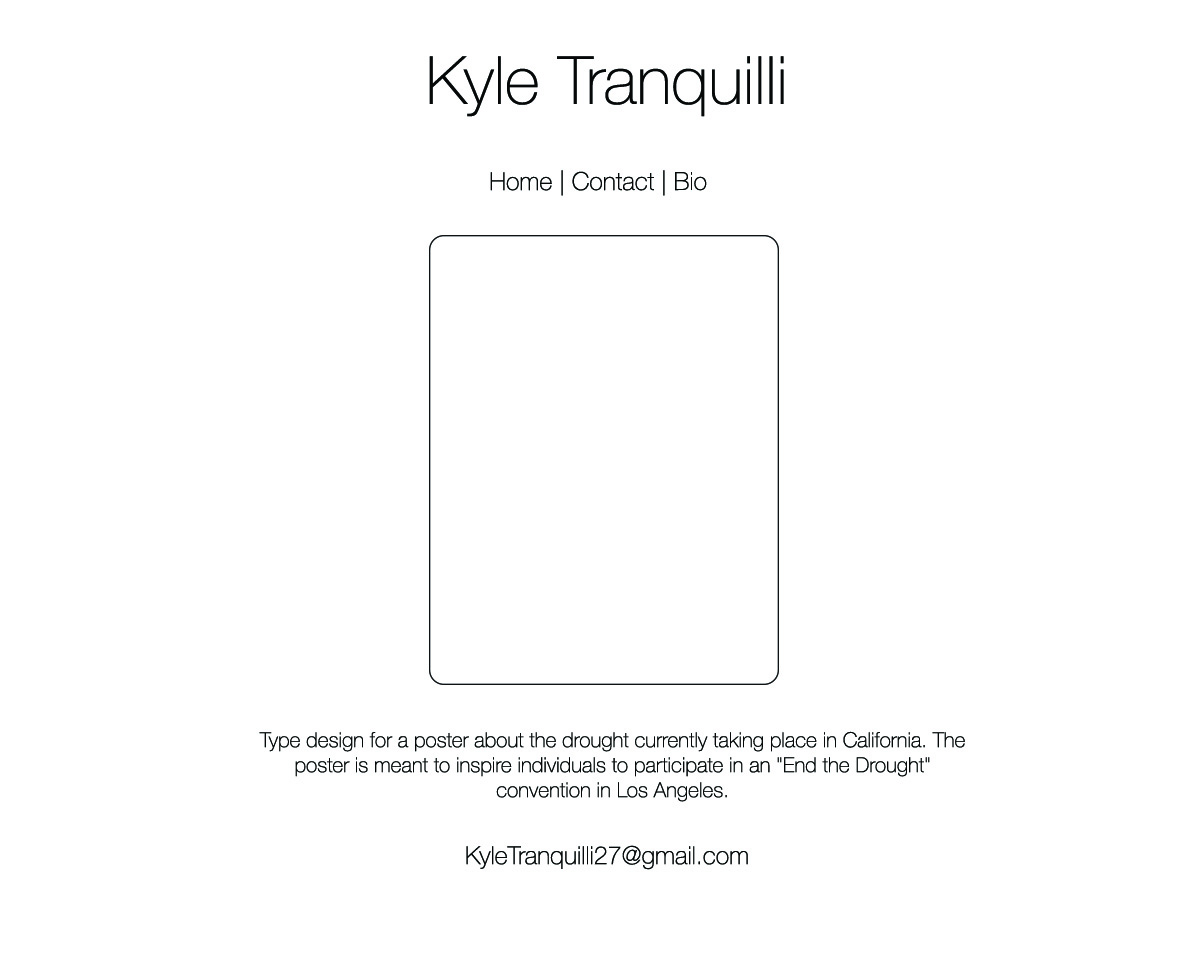 Kyle Tranquilli
Home | Contact | Bio
Type design for a poster about the drought currently taking place in California. The
poster is meant to inspire individuals to participate in an "End the Drought"
convention in Los Angeles.
KyleTranquilli27@gmail.com